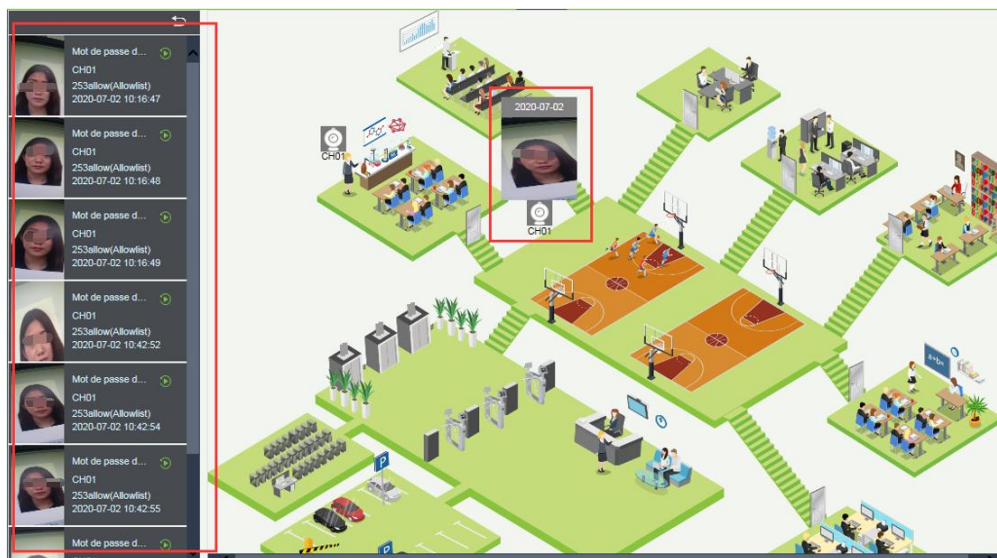 Mot de passe d...
CH01
253allow(Allowlist)
2020-07-02 10:16:47
Mot de passe d...
CH01
253allow(Allowlist)
2020-07-02 10:16:48
Mot de passe d...
CH01
253allow(Allowlist)
2020-07-02 10:16:49
Mot de passe d...
CH01
253allow(Allowlist)
2020-07-02 10:42:52
Mot de passe d...
CH01
253allow(Allowlist)
2020-07-02 10:42:54
Mot de passe d...
CH01
253allow(Allowlist)
2020-07-02 10:42:55
Mot de passe d...
2020-07-02
CH01
CH01
P
P